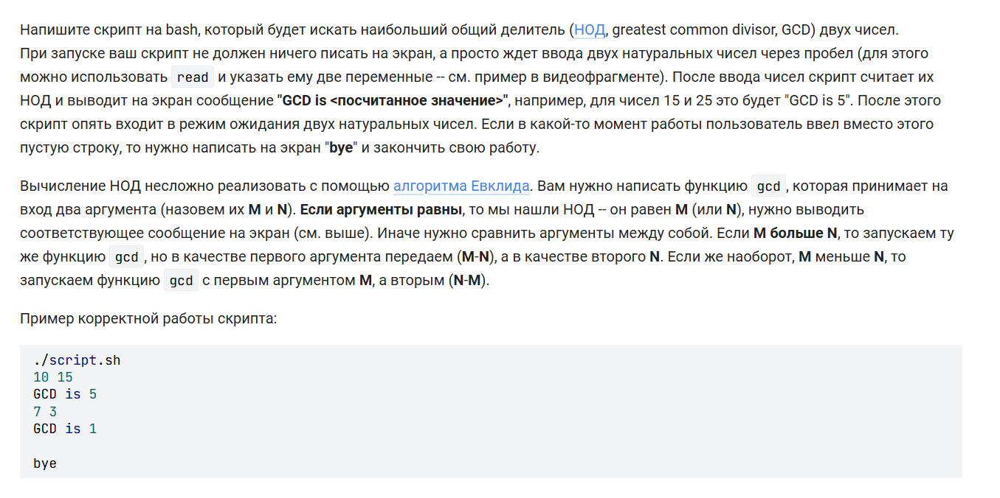 Напишите скрипт на bash, который будет искать наибольший общий делитель (НОД, greatest common divisor, GCD) двух чисел.
При запуске ваш скрипт не должен ничего писать на экран, а просто ждет ввода двух натуральных чисел через пробел (для этого
можно использовать read и указать ему две переменные -- см. пример в видеофрагменте). После ввода чисел скрипт считает их
НОД и выводит на экран сообщение "GCD is <посчитанное значение>", например, для чисел 15 и 25 это будет "GCD is 5". После этого
скрипт опять входит в режим ожидания двух натуральных чисел. Если в какой-то момент работы пользователь ввел вместо этого
пустую строку, то нужно написать на экран "bye" и закончить свою работу.
Вычисление НОД несложно реализовать с помощью алгоритма Евклида. Вам нужно написать функцию gcd, которая принимает на
вход два аргумента (назовем их M и N). Если аргументы равны, то мы нашли НОД -- он равен M (или N), нужно выводить
соответствующее сообщение на экран (см. выше). Иначе нужно сравнить аргументы между собой. Если M больше N, то запускаем ту
же функцию gcd, но в качестве первого аргумента передаем (M-N), а в качестве второго N. Если же наоборот, M меньше N, то
запускаем функцию gcd с первым аргументом M, а вторым (N-M).
Пример корректной работы скрипта:
./script.sh
10 15
GCD is 5
7 3
GCD is 1
bye